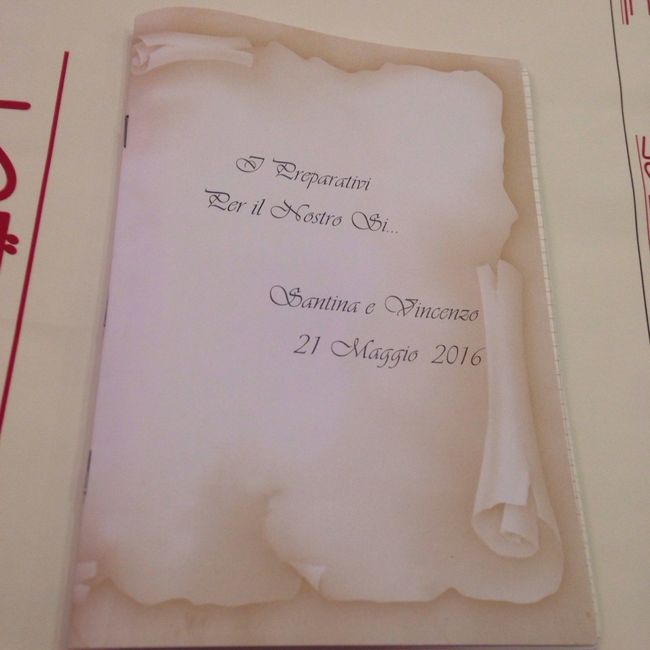 I Preparativi
Per il Nostro Si...
Santina e Vincenzo
21 Maggio 2016